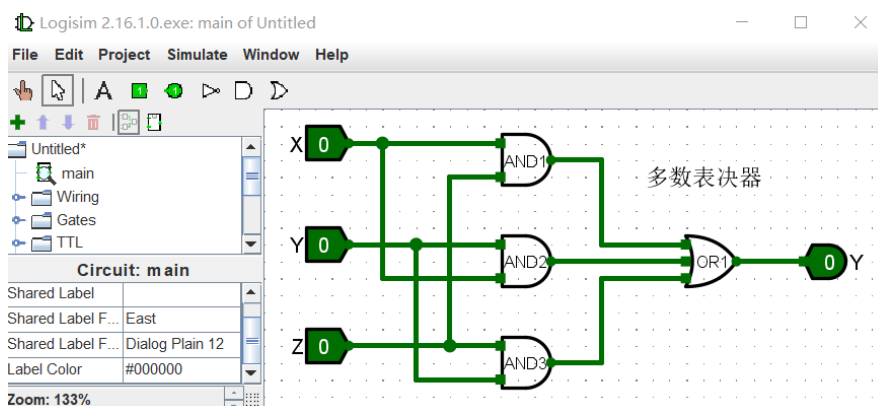 Logisim 2.16.1.0.exe: main of Untitled
File Edit Project Simulate Window Help
A 1 1
Untitled*
main
Wiring
Gates
TTL
Circuit: main
Shared Label
Shared Label F... East
Shared Label F... Dialog Plain 12
Label Color #000000
Zoom: 133%
X 0
AND1
多数表决器
Y 0
AND2
OR1
0 Y
Z 0
AND3